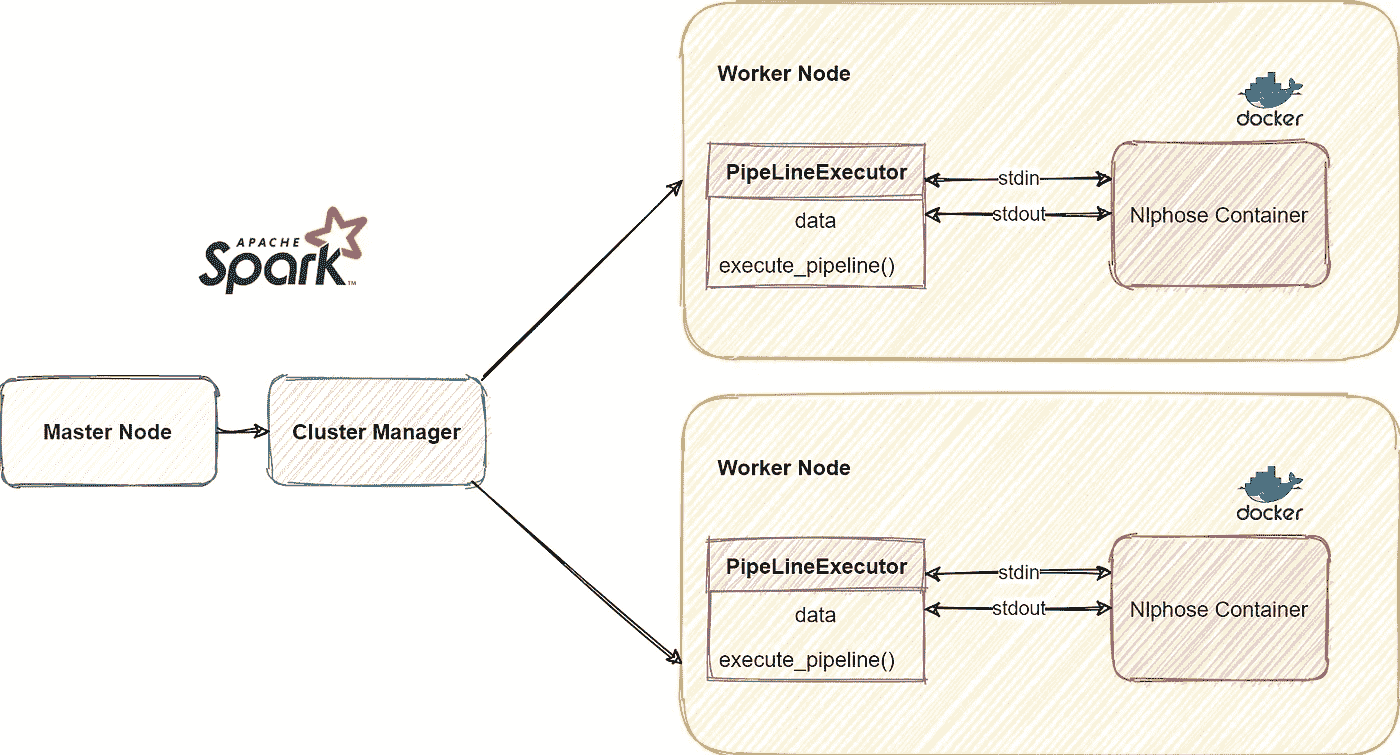 Worker Node
docker
PipeLineExecutor
stdin
data
stdout
Nlphose Container
execute_pipeline()
APACHE
Spark™
Master Node
Cluster Manager
Worker Node
docker
PipeLineExecutor
stdin
data
stdout
Nlphose Container
execute_pipeline()